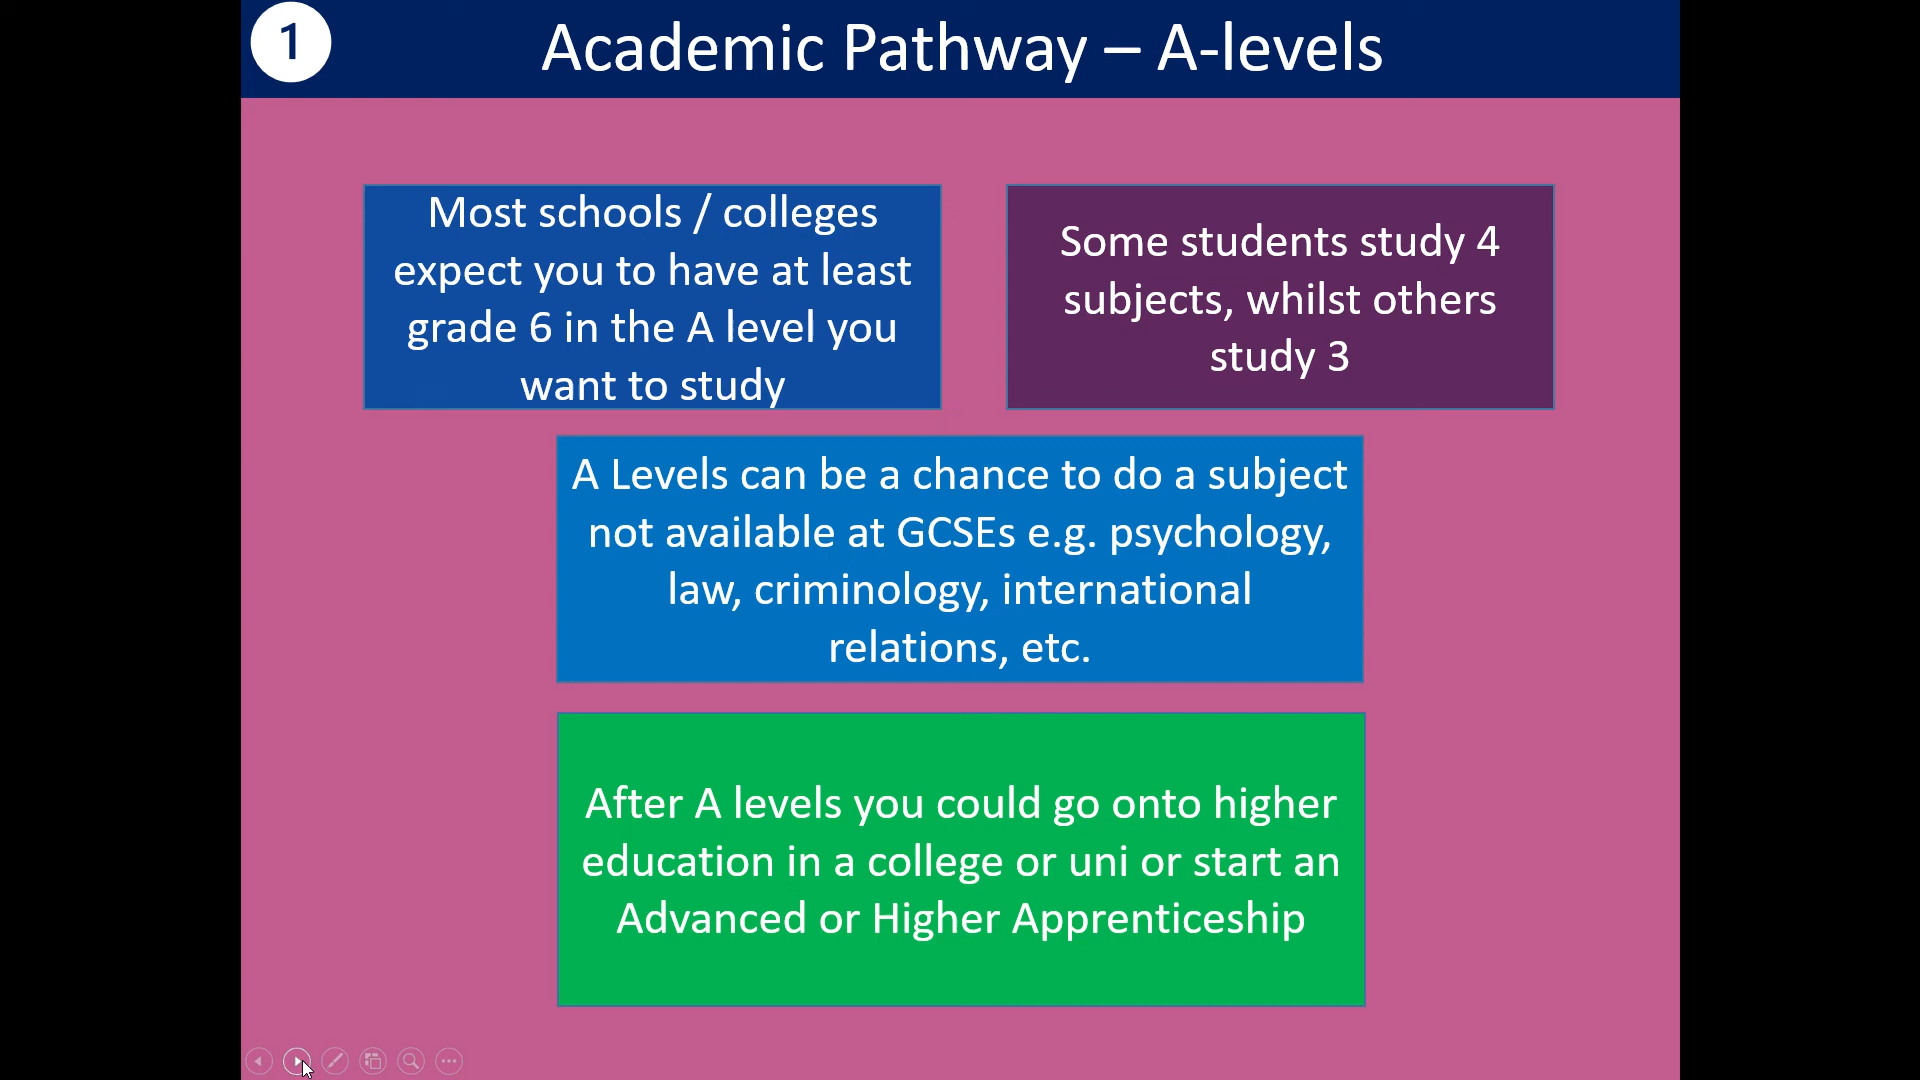 1
Academic Pathway – A-levels
Most schools / colleges
expect you to have at least
grade 6 in the A level you
want to study
Some students study 4
subjects, whilst others
study 3
A Levels can be a chance to do a subject
not available at GCSEs e.g. psychology,
law, criminology, international
relations, etc.
After A levels you could go onto higher
education in a college or uni or start an
Advanced or Higher Apprenticeship